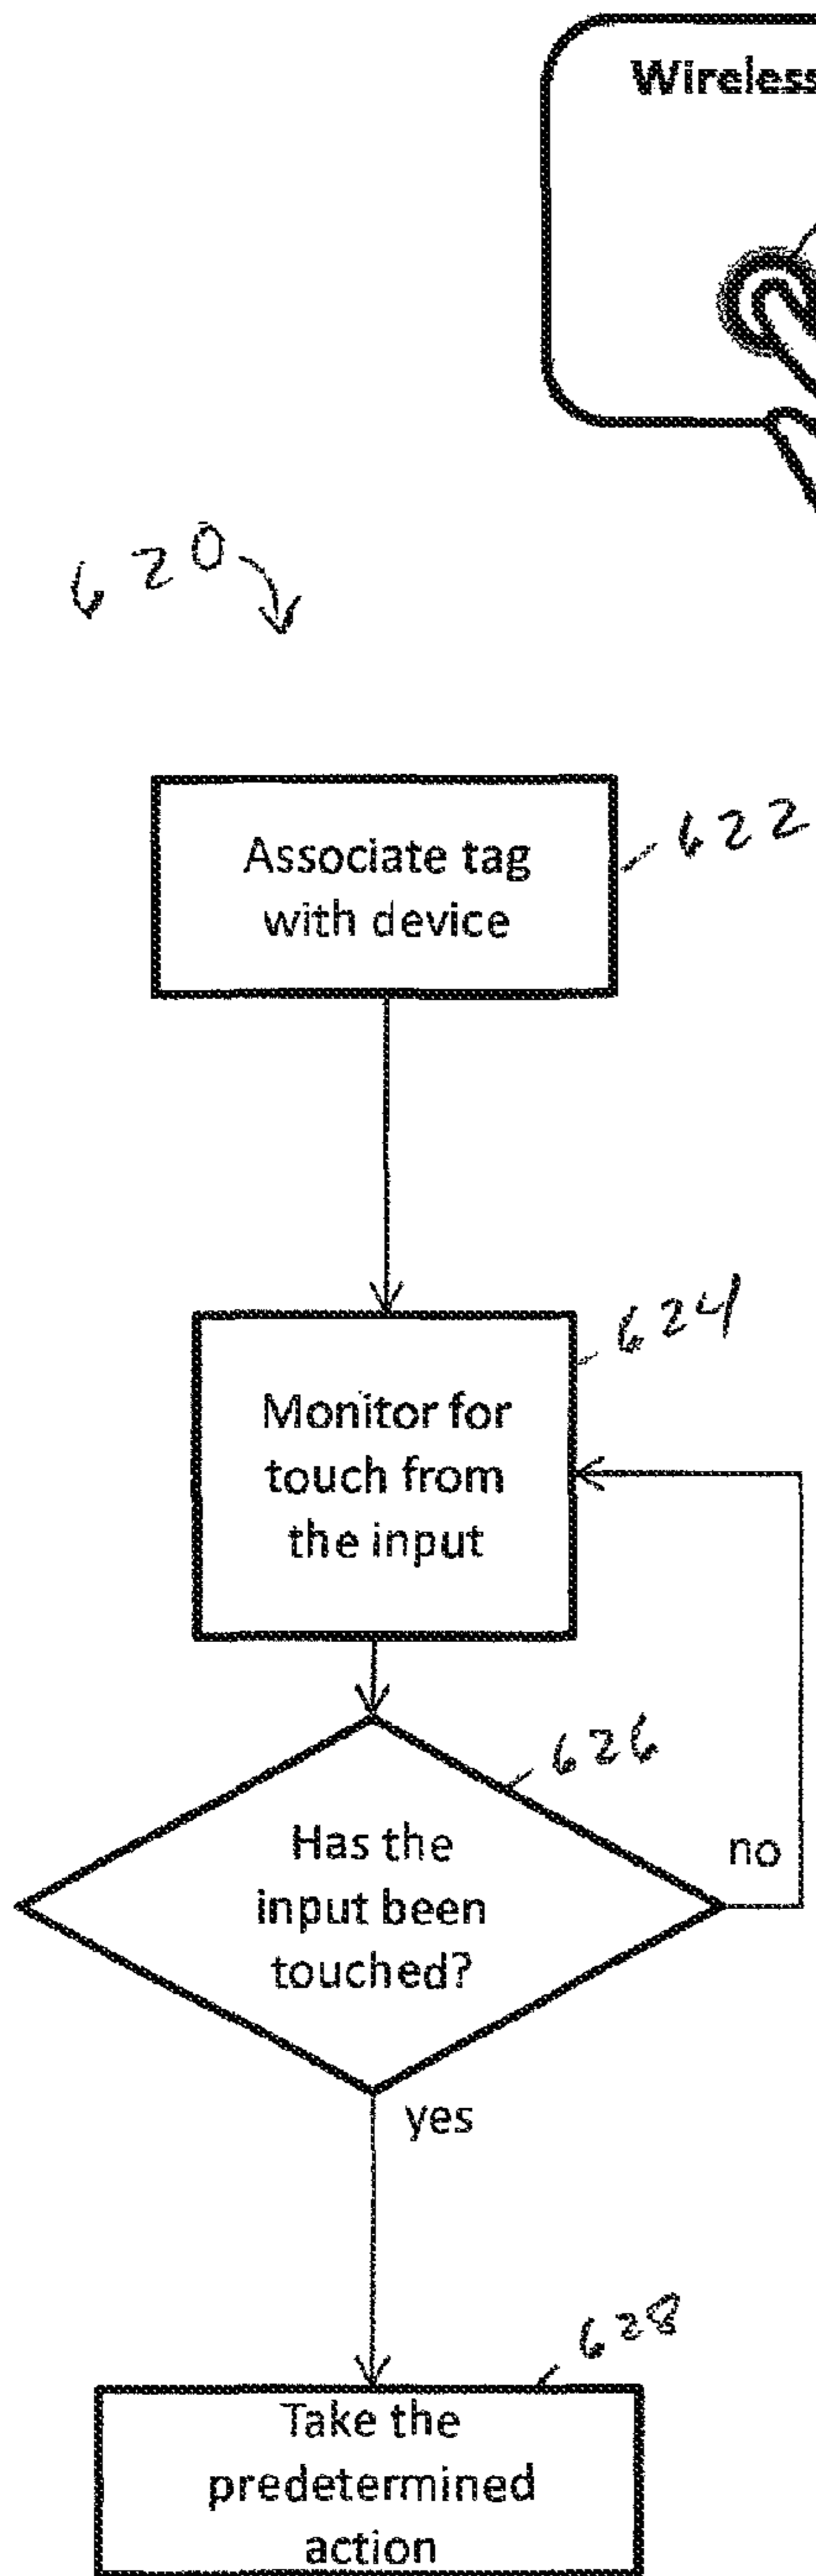 Wireless
620
Associate tag
with device
622
624
Monitor for
touch from
the input
626
Has the
input been
touched?
no
yes
628
Take the
predetermined
action